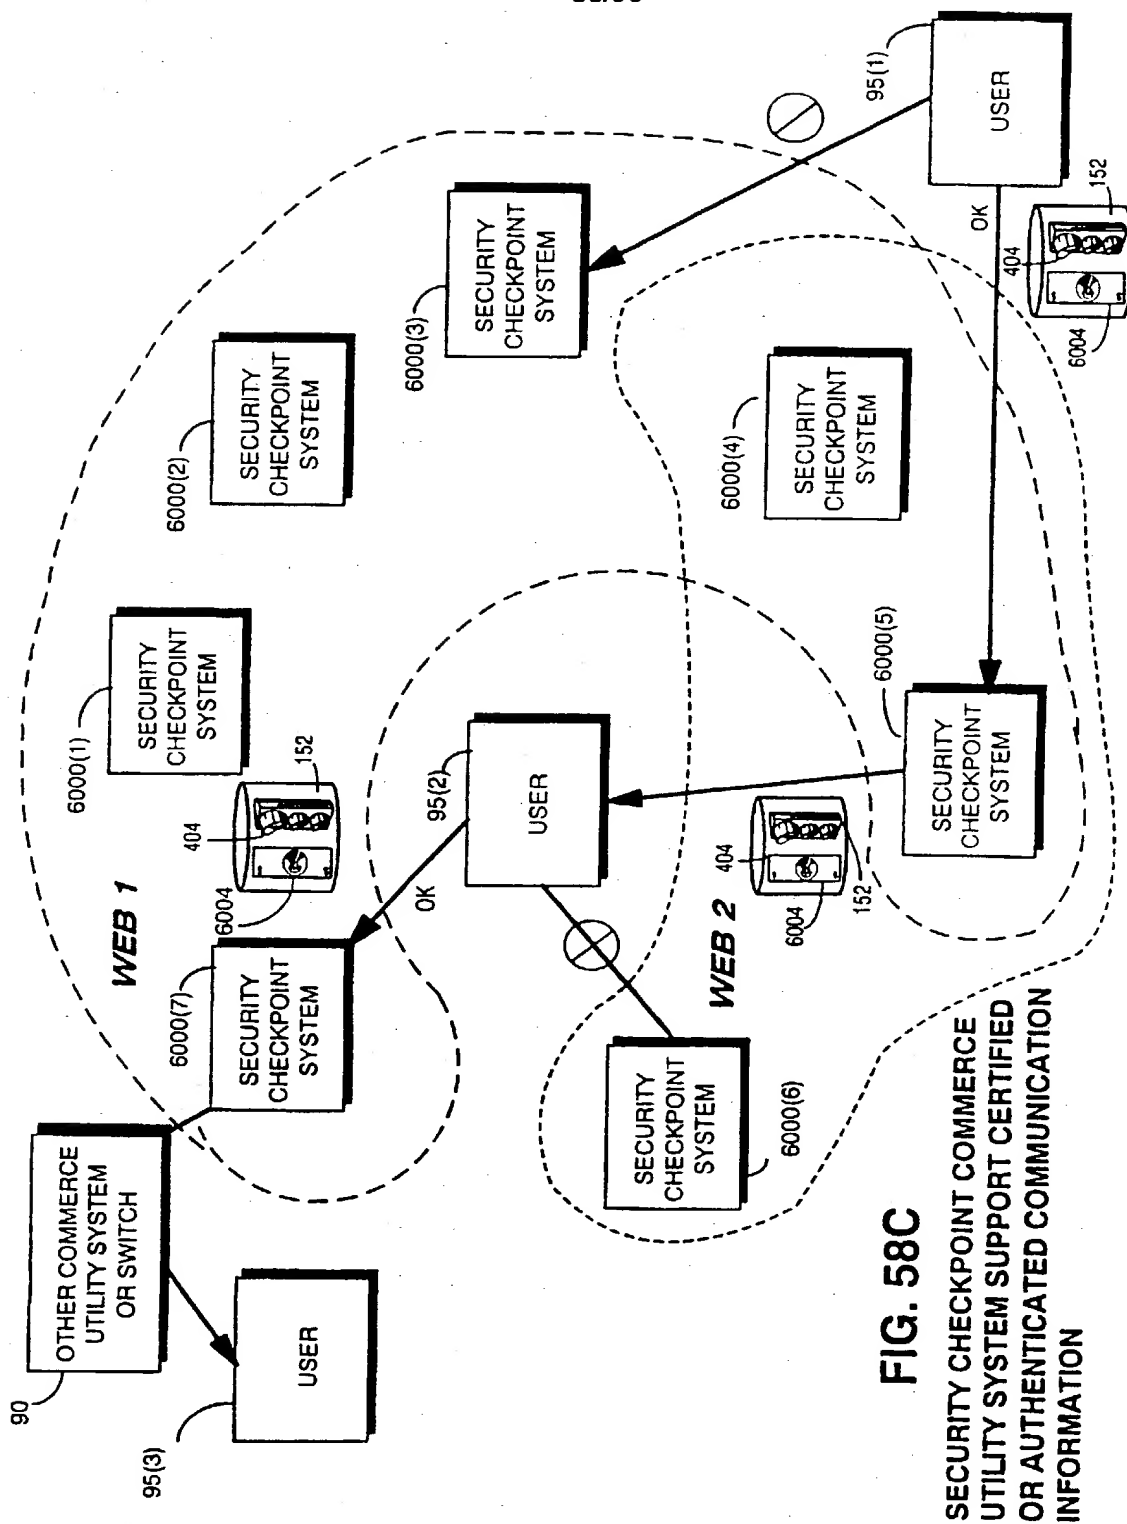 90
OTHER COMMERCE
UTILITY SYSTEM
OR SWITCH
95(3)
USER
WEB 1
6000(7)
SECURITY
CHECKPOINT
SYSTEM
6004
404
152
6000(1)
SECURITY
CHECKPOINT
SYSTEM
6000(2)
SECURITY
CHECKPOINT
SYSTEM
6000(3)
SECURITY
CHECKPOINT
SYSTEM
OK
95(2)
USER
6000(4)
SECURITY
CHECKPOINT
SYSTEM
95(1)
USER
OK
404
152
6004
WEB 2
SECURITY
CHECKPOINT
SYSTEM
6000(6)
404
6004
152
6000(5)
SECURITY
CHECKPOINT
SYSTEM
FIG. 58C
SECURITY CHECKPOINT COMMERCE
UTILITY SYSTEM SUPPORT CERTIFIED
OR AUTHENTICATED COMMUNICATION
INFORMATION